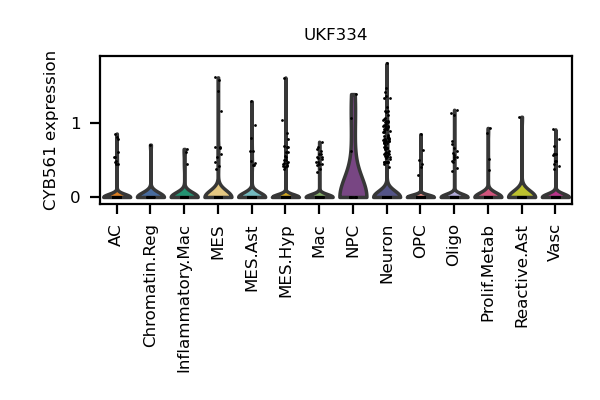 UKF334
CYB561 expression
1
0
AC
Chromatin.Reg
Inflammatory.Mac
MES
MES.Ast
MES.Hyp
Mac
NPC
Neuron
OPC
Oligo
Prolif.Metab
Reactive.Ast
Vasc